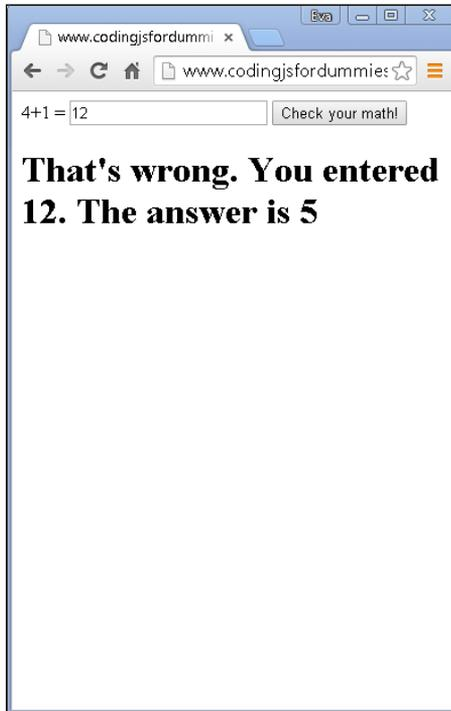 Eva
www.codingjsfordummi
www.codingjsfordummies
4+1 = 12 Check your math!
That's wrong. You entered
12. The answer is 5